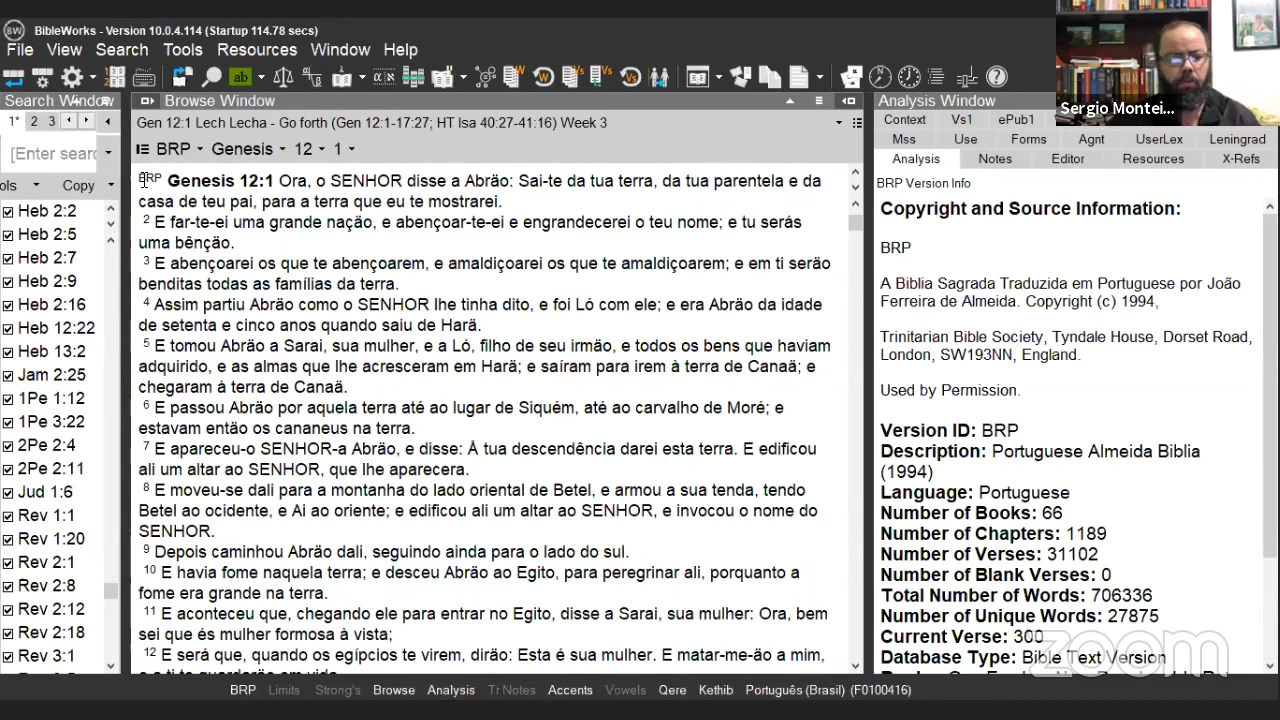 BibleWorks - Version 10.0.4.114 (Startup 114.78 secs)
File View Search Tools Resources Window Help
Search Window
Browse Window
Analysis Window
Sergio Montei...
1* 2 3
Gen 12:1 Lech Lecha - Go forth (Gen 12:1-17:27; HT Isa 40:27-41:16) Week 3
Context Vs1 ePub1
Mss Use Forms Agnt UserLex Leningrad
Analysis Notes Editor Resources X-Refs
[Enter searc
BRP Genesis 12 1
ols Copy
Heb 2:2
Heb 2:5
Heb 2:7
Heb 2:9
Heb 2:16
Heb 12:22
Heb 13:2
Jam 2:25
1Pe 1:12
1Pe 3:22
2Pe 2:4
2Pe 2:11
Jud 1:6
Rev 1:1
Rev 1:20
Rev 2:1
Rev 2:8
Rev 2:12
Rev 2:18
Rev 3:1
BRP Genesis 12:1 Ora, o SENHOR disse a Abräo: Sai-te da tua terra, da tua parentela e da
casa de teu pai, para a terra que eu te mostrarei.
2 E far-te-ei uma grande naçäo, e abençoar-te-ei e engrandecerei o teu nome; e tu serás
uma bênçäo.
3 E abençoarei os que te abençoarem, e amaldiçoarei os que te amaldiçoarem; e em ti seräo
benditas todas as famílias da terra.
4 Assim partiu Abräo como o SENHOR lhe tinha dito, e foi Ló com ele; e era Abräo da idade
de setenta e cinco anos quando saiu de Harä.
5 E tomou Abräo a Sarai, sua mulher, e a Ló, filho de seu irmäo, e todos os bens que haviam
adquirido, e as almas que lhe acresceram em Harä; e saíram para irem à terra de Canaä; e
chegaram à terra de Canaä.
6 E passou Abräo por aquela terra até ao lugar de Siquém, até ao carvalho de Moré; e
estavam entäo os cananeus na terra.
7 E apareceu o SENHOR-a Abräo, e disse: À tua descendência darei esta terra. E edificou
ali um altar ao SENHOR, que lhe aparecera.
8 E moveu-se dali para a montanha do lado oriental de Betel, e armou a sua tenda, tendo
Betel ao ocidente, e Ai ao oriente; e edificou ali um altar ao SENHOR, e invocou o nome do
SENHOR.
9 Depois caminhou Abräo dali, seguindo ainda para o lado do sul.
10 E havia fome naquela terra; e desceu Abräo ao Egito, para peregrinar ali, porquanto a
fome era grande na terra.
11 E aconteceu que, chegando ele para entrar no Egito, disse a Sarai, sua mulher: Ora, bem
sei que és mulher formosa à vista;
12 E será que, quando os egípcios te virem, diräo: Esta é sua mulher. E matar-me-äo a mim,
BRP Version Info
Copyright and Source Information:
BRP
A Biblia Sagrada Traduzida em Portuguese por João
Ferreira de Almeida. Copyright (c) 1994,
Trinitarian Bible Society, Tyndale House, Dorset Road,
London, SW193NN, England.
Used by Permission.
Version ID: BRP
Description: Portuguese Almeida Biblia
(1994)
Language: Portuguese
Number of Books: 66
Number of Chapters: 1189
Number of Verses: 31102
Number of Blank Verses: 0
Total Number of Words: 706336
Number of Unique Words: 27875
Current Verse: 300
Database Type: Bible Text Version
zoom
BRP Limits Strong's Browse Analysis Tr Notes Accents Vowels Qere Kethib Português (Brasil) (F0100416)